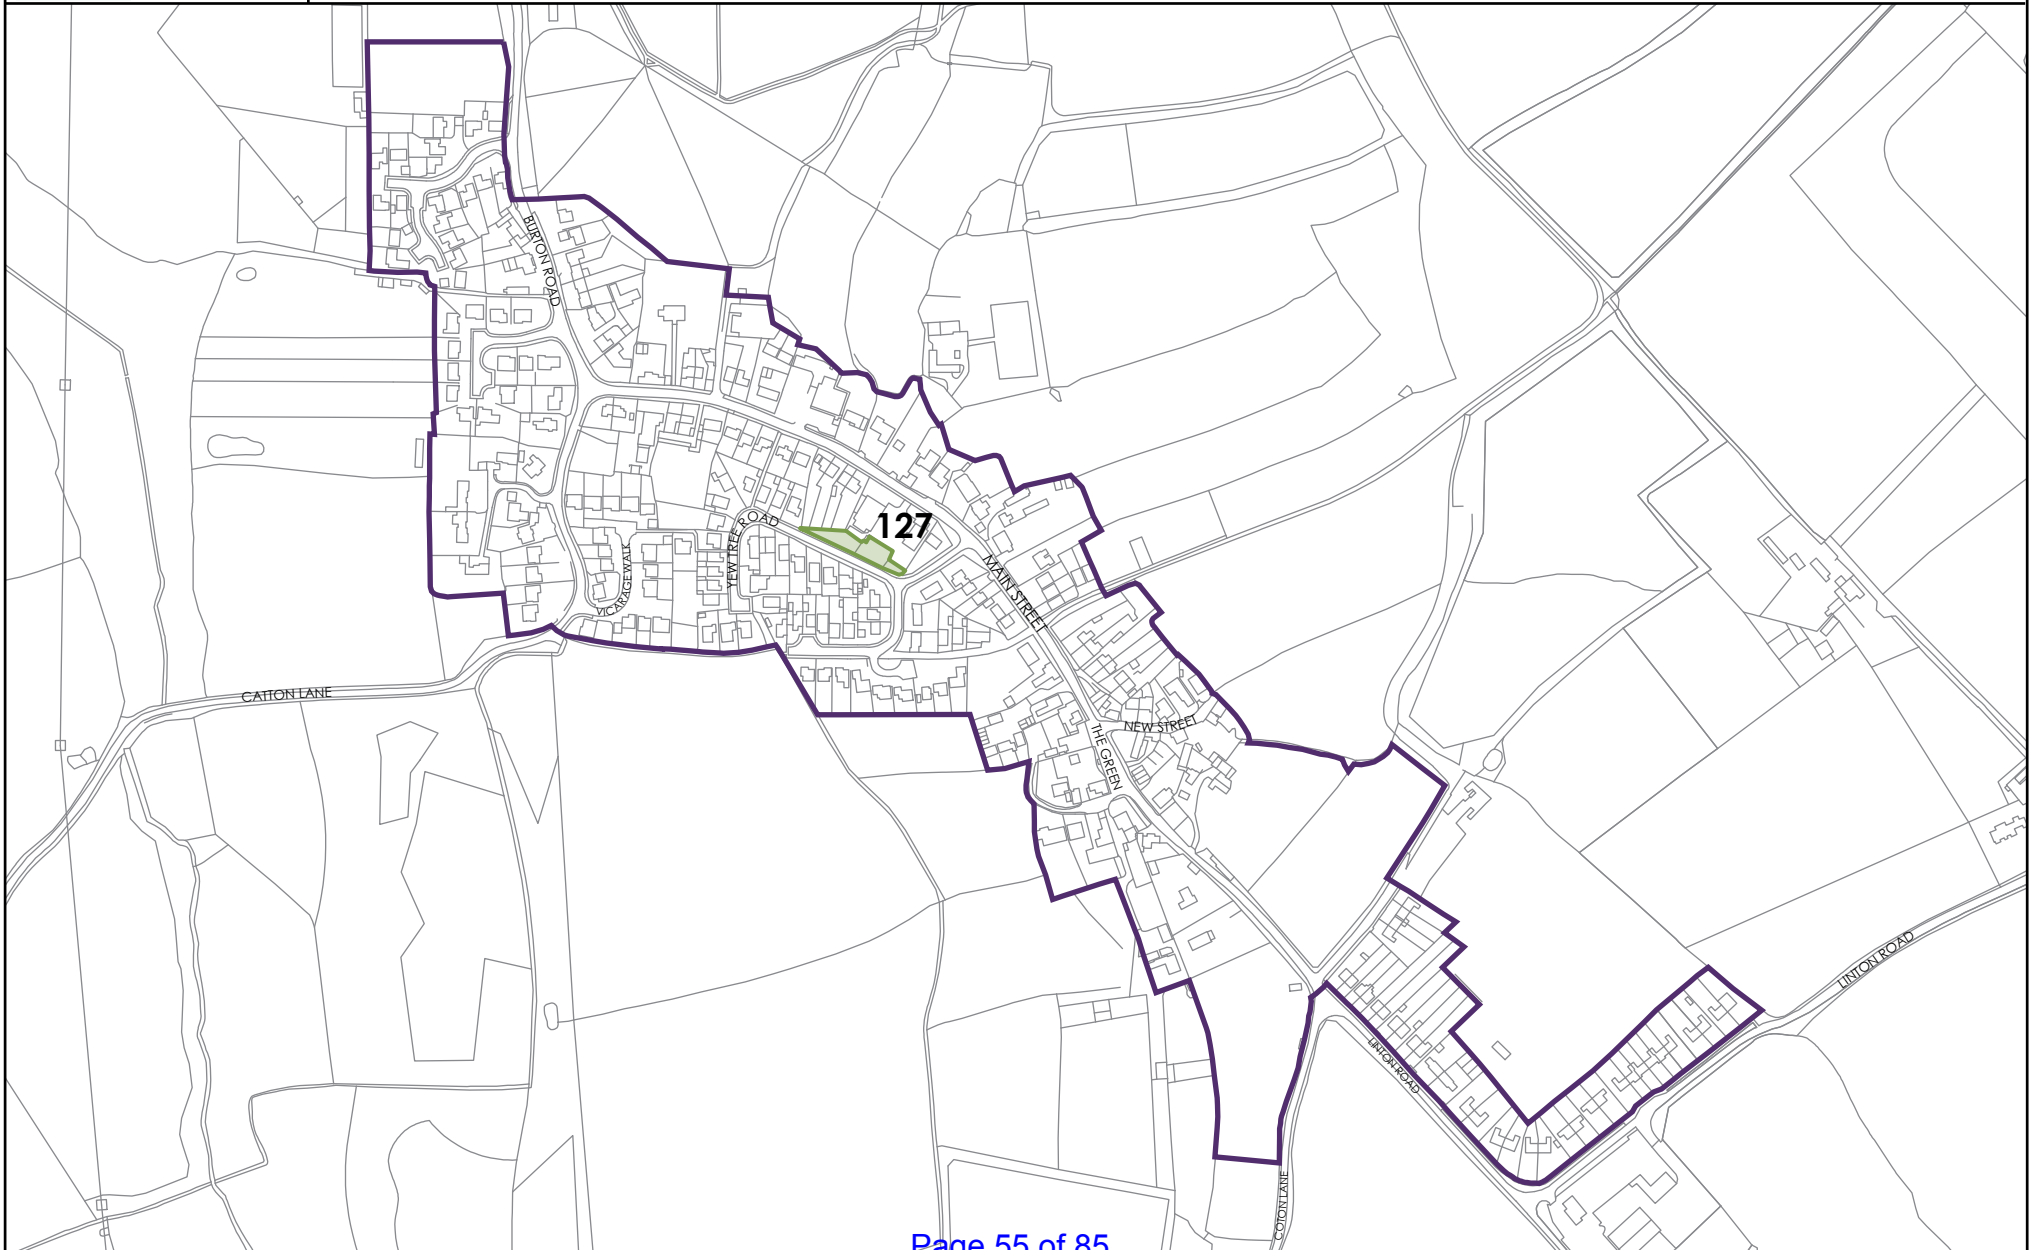 BURTON ROAD
127
YEW TREE ROAD
VICARAGE WALK
MAIN STREET
CATTON LANE
NEW STREET
THE GREEN
LINTON ROAD
LINTON ROAD
COTON LANE
Page 55 of 85